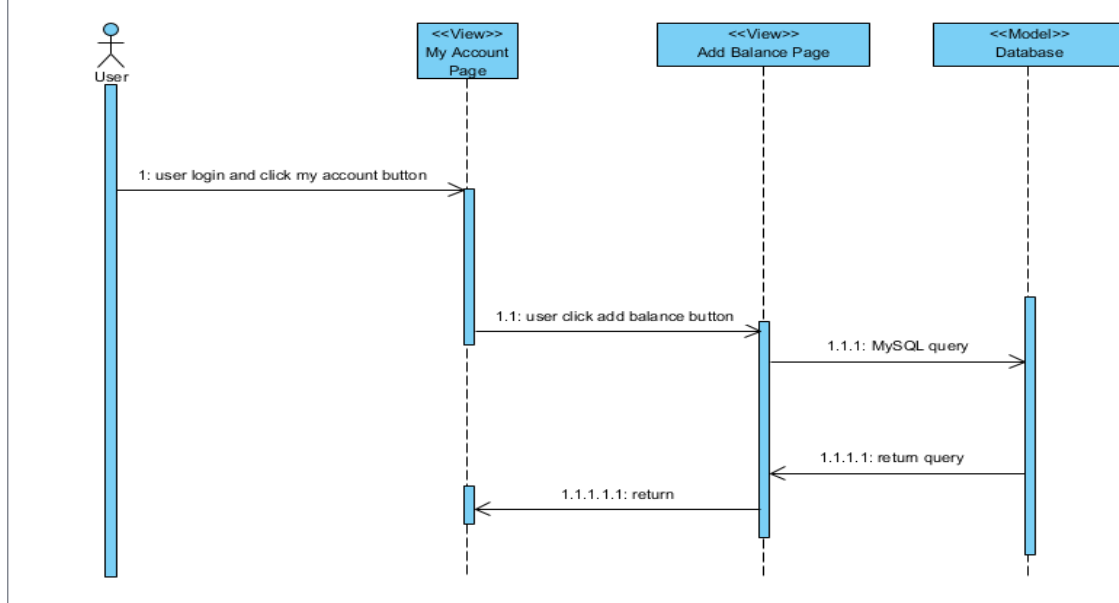 User
<<View>>
My Account
Page
<<View>>
Add Balance Page
<<Model>>
Database
1: user login and click my account button
1.1: user click add balance button
1.1.1: MySQL query
1.1.1.1: return query
1.1.1.1.1: return